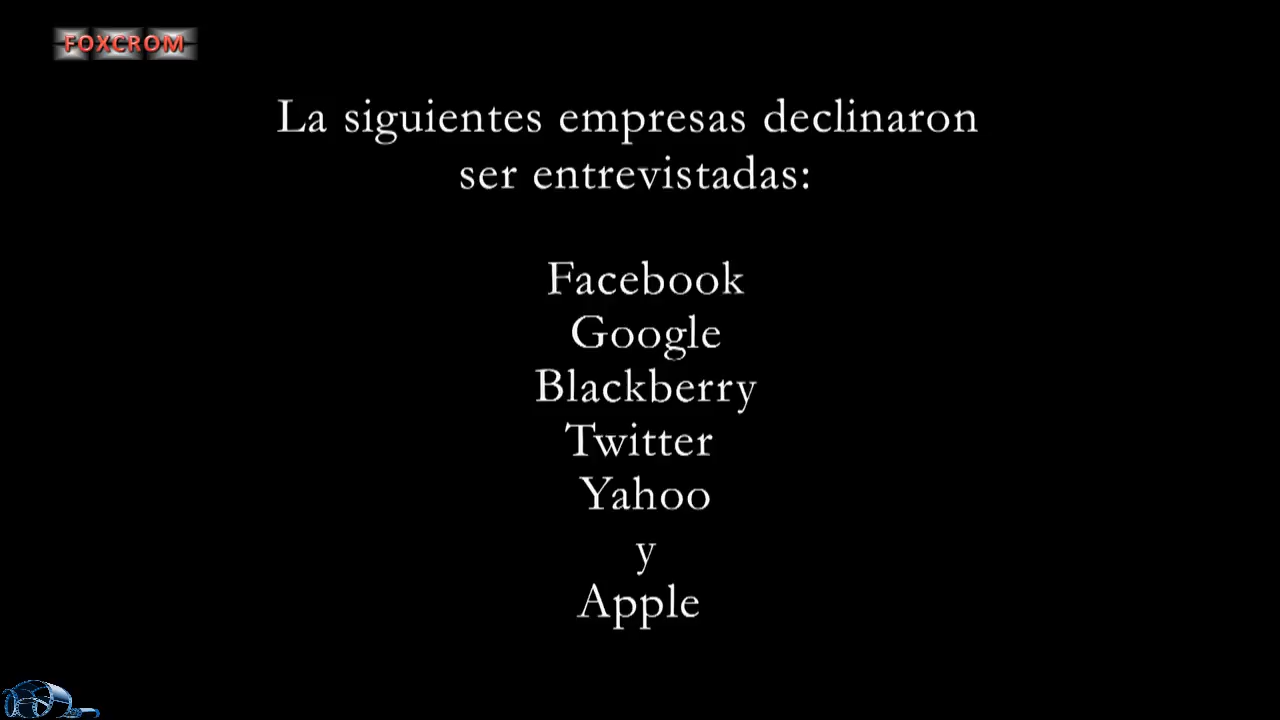 FOXCROM
La siguientes empresas declinaron
ser entrevistadas:
Facebook
Google
Blackberry
Twitter
Yahoo
y
Apple